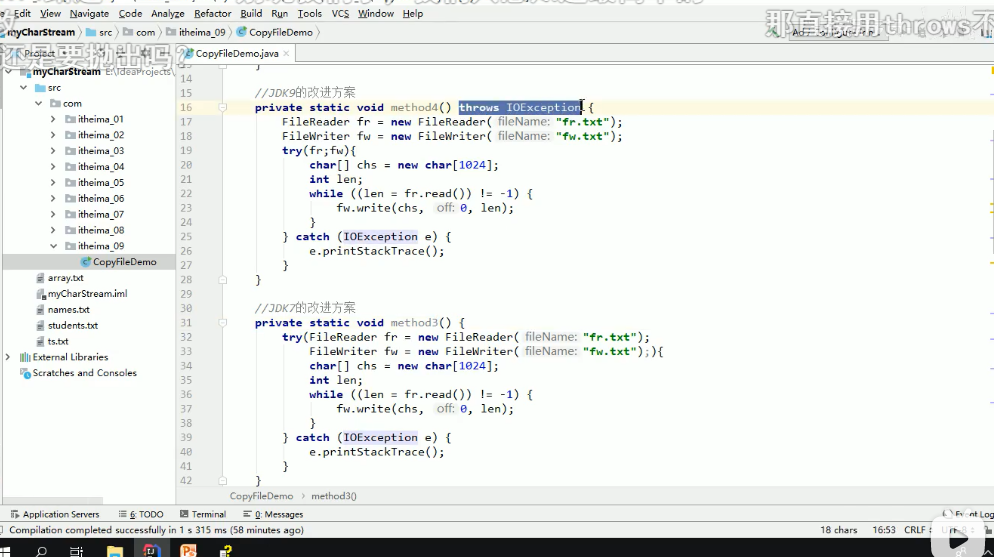 Edit View Navigate Code Analyze Refactor Build Run Tools VCS Window Help
那直接用throws不
myCharStream src com itheima_09 CopyFileDemo
还是要抛出吗？
Project CopyFileDemo.java
myCharStream E:\IdeaProjects\
src
com
itheima_01
itheima_02
itheima_03
itheima_04
itheima_05
itheima_06
itheima_07
itheima_08
itheima_09
CopyFileDemo
array.txt
myCharStream.iml
names.txt
students.txt
ts.txt
External Libraries
Scratches and Consoles
}
14
15 //JDK9的改进方案
16 private static void method4() throws IOException {
17 FileReader fr = new FileReader( fileName: "fr.txt");
18 FileWriter fw = new FileWriter( fileName: "fw.txt");
19 try(fr;fw){
20 char[] chs = new char[1024];
21 int len;
22 while ((len = fr.read()) != -1) {
23 fw.write(chs, off: 0, len);
24 }
25 } catch (IOException e) {
26 e.printStackTrace();
27 }
28 }
29
30 //JDK7的改进方案
31 private static void method3() {
32 try(FileReader fr = new FileReader( fileName: "fr.txt");
33 FileWriter fw = new FileWriter( fileName: "fw.txt");){
34 char[] chs = new char[1024];
35 int len;
36 while ((len = fr.read()) != -1) {
37 fw.write(chs, off: 0, len);
38 }
39 } catch (IOException e) {
40 e.printStackTrace();
41 }
42 }
CopyFileDemo › method3()
Application Servers 6: TODO Terminal 0: Messages Event Log
Compilation completed successfully in 1 s 315 ms (58 minutes ago) 18 chars 16:53 CRLF UTF-8